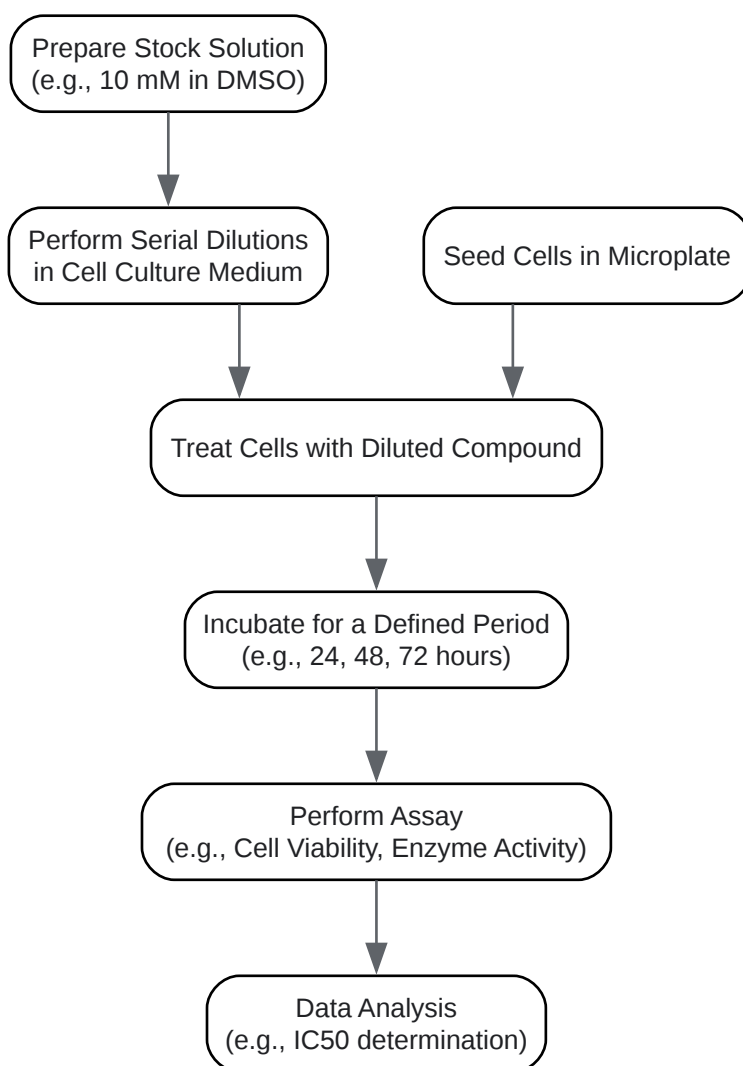 Prepare Stock Solution
(e.g., 10 mM in DMSO)
Perform Serial Dilutions
in Cell Culture Medium
Seed Cells in Microplate
Treat Cells with Diluted Compound
Incubate for a Defined Period
(e.g., 24, 48, 72 hours)
Perform Assay
(e.g., Cell Viability, Enzyme Activity)
Data Analysis
(e.g., IC50 determination)